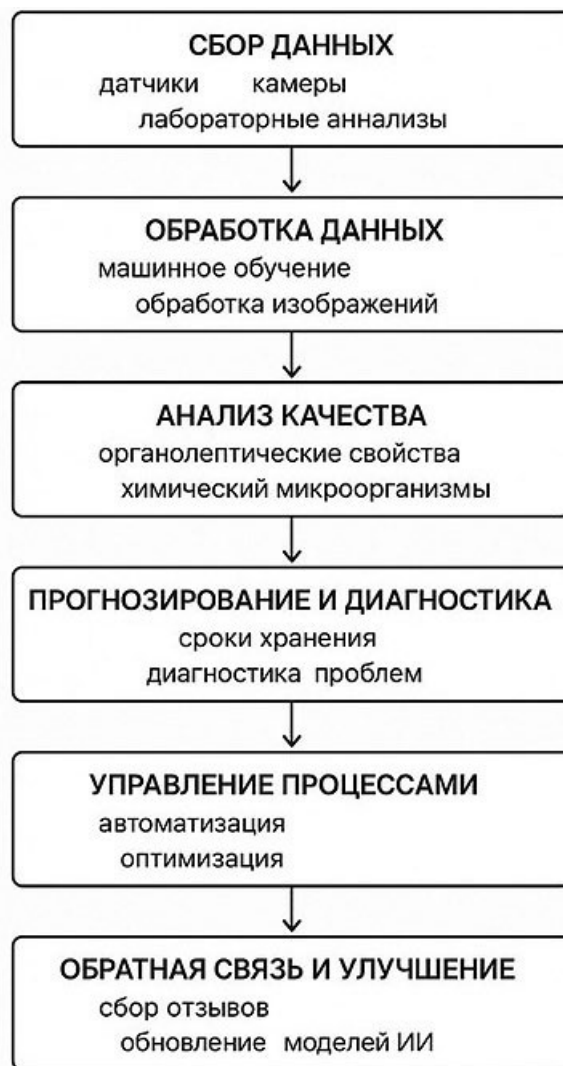 СБОР ДАННЫХ
датчики камеры
лабораторные аннализы
ОБРАБОТКА ДАННЫХ
машинное обучение
обработка изображений
АНАЛИЗ КАЧЕСТВА
органолептические свойства
химический микроорганизмы
ПРОГНОЗИРОВАНИЕ И ДИАГНОСТИКА
сроки хранения
диагностика проблем
УПРАВЛЕНИЕ ПРОЦЕССАМИ
автоматизация
оптимизация
ОБРАТНАЯ СВЯЗЬ И УЛУЧШЕНИЕ
сбор отзывов
обновление моделей ИИ